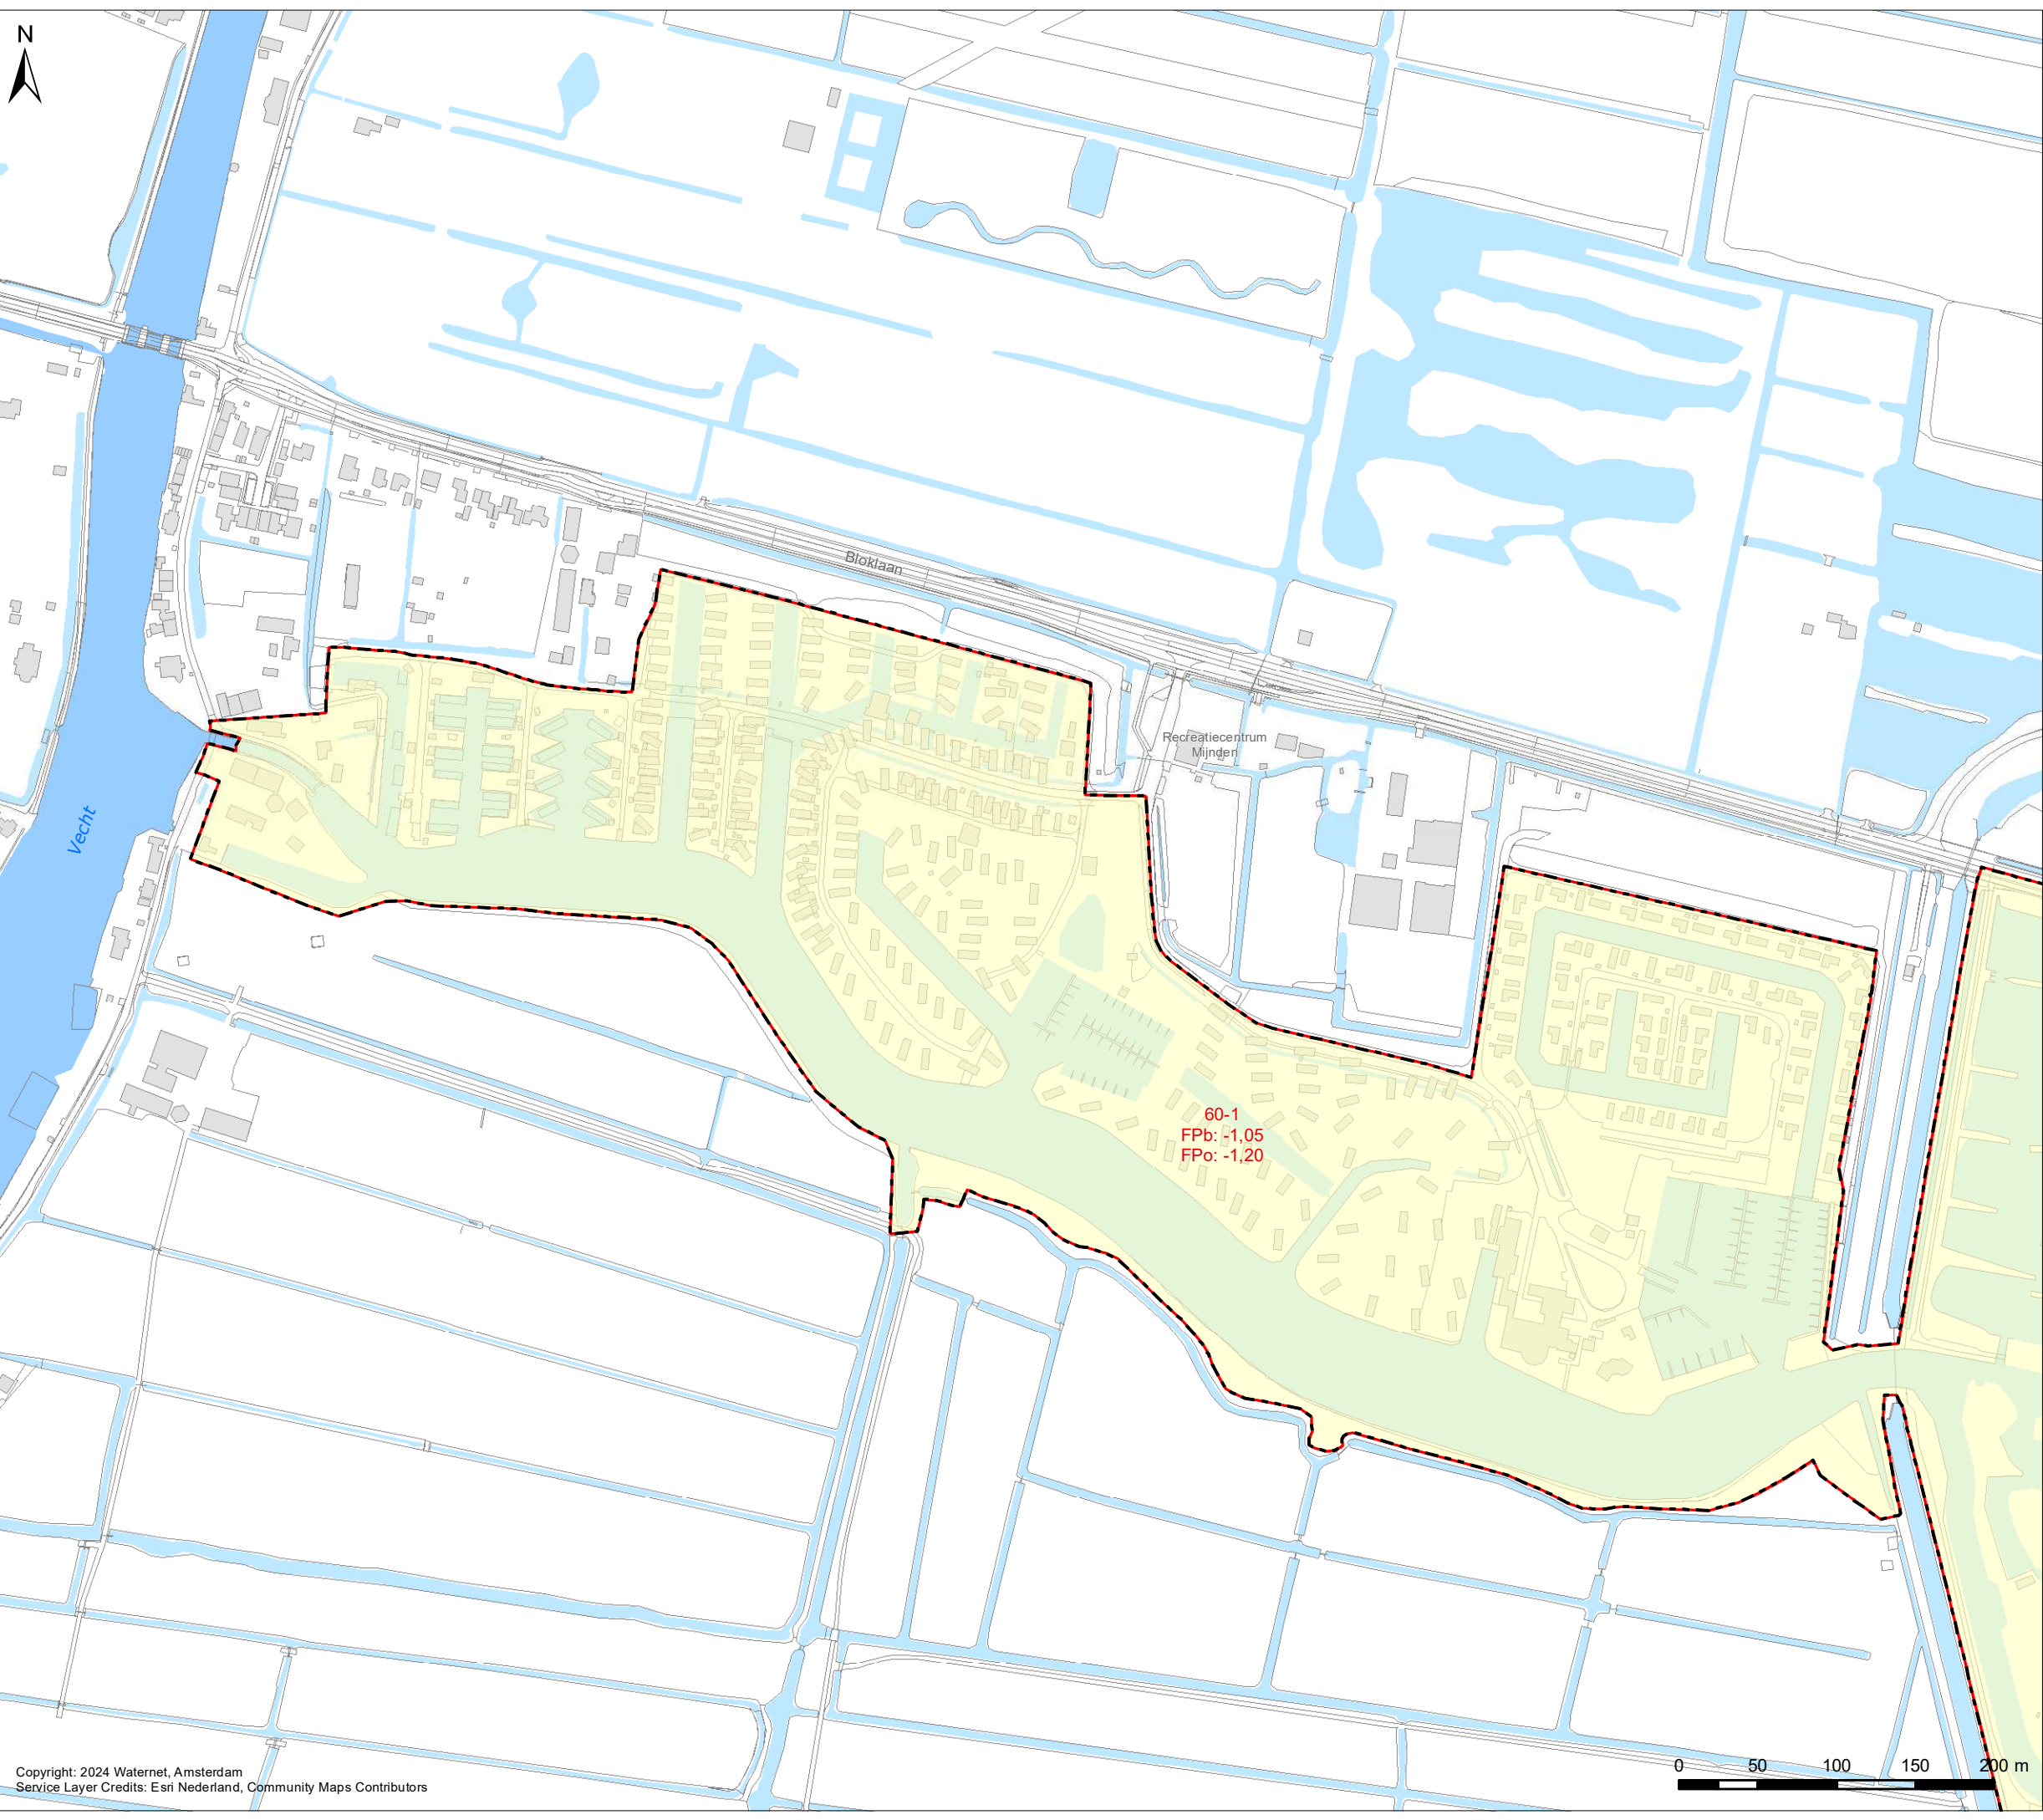 N
Bloklaan
Recreatiecentrum
Mijnden
Vecht
60-1
FPb: -1,05
FPo: -1,20
0 50 100 150 200 m
Copyright: 2024 Waternet, Amsterdam
Service Layer Credits: Esri Nederland, Community Maps Contributors